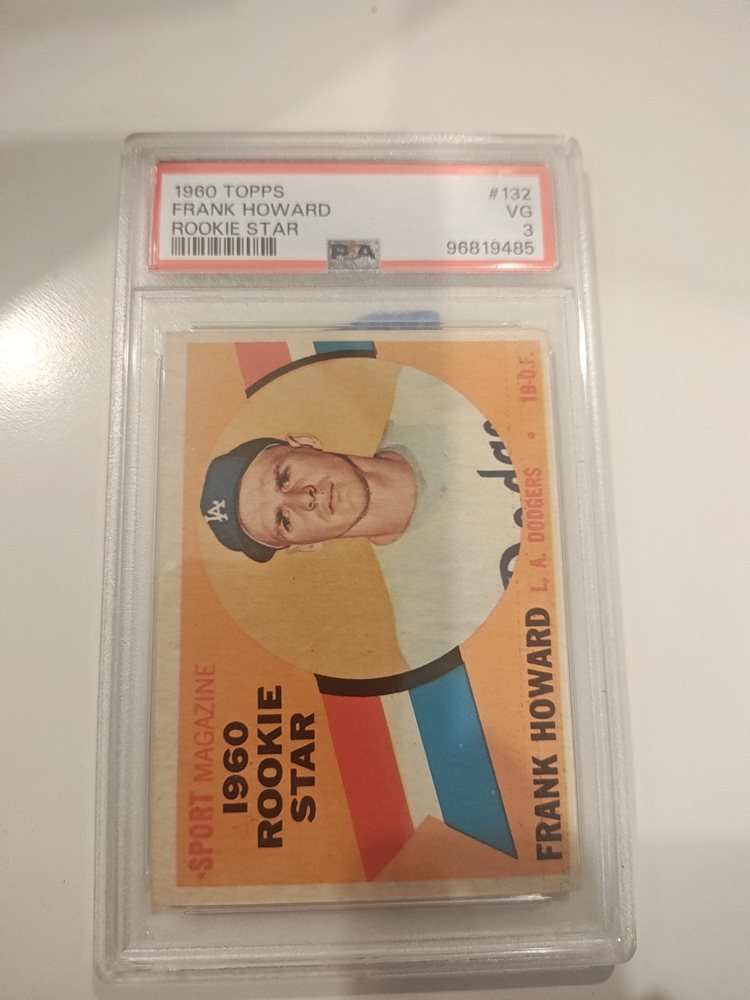 1960 TOPPS #132
FRANK HOWARD VG
ROOKIE STAR 3
PSA 96819485
*SPORT MAGAZINE
1960
ROOKIE
STAR
LA
Dodge
FRANK HOWARD L. A. DODGERS • 1B-O.F.